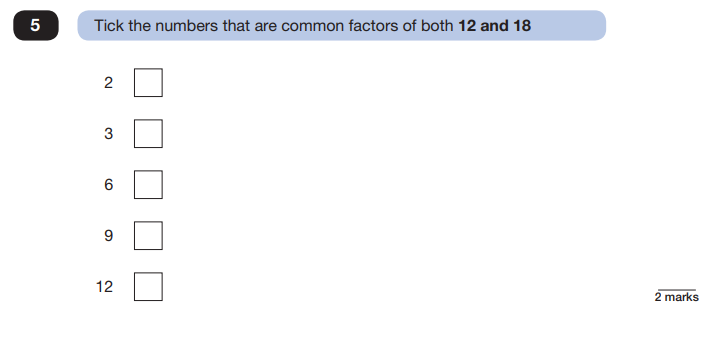 5 Tick the numbers that are common factors of both 12 and 18
2
3
6
9
12
2 marks